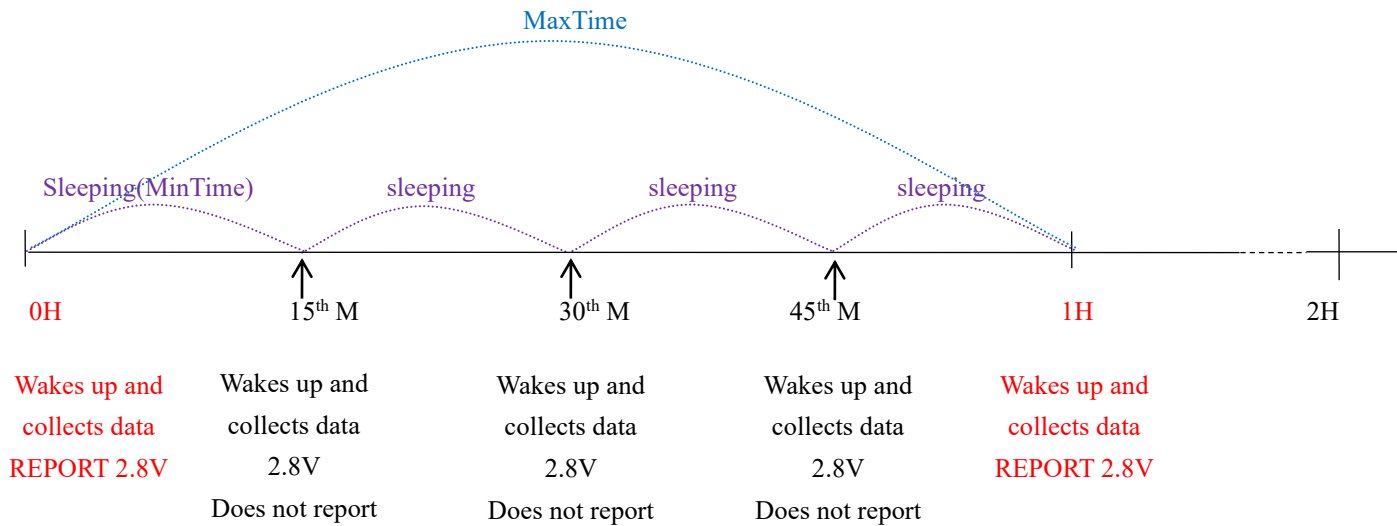 MaxTime
Sleeping(MinTime)
sleeping
sleeping
sleeping
0H
15th M
30th M
45th M
1H
2H
Wakes up and
collects data
REPORT 2.8V
Wakes up and
collects data
2.8V
Does not report
Wakes up and
collects data
2.8V
Does not report
Wakes up and
collects data
2.8V
Does not report
Wakes up and
collects data
REPORT 2.8V